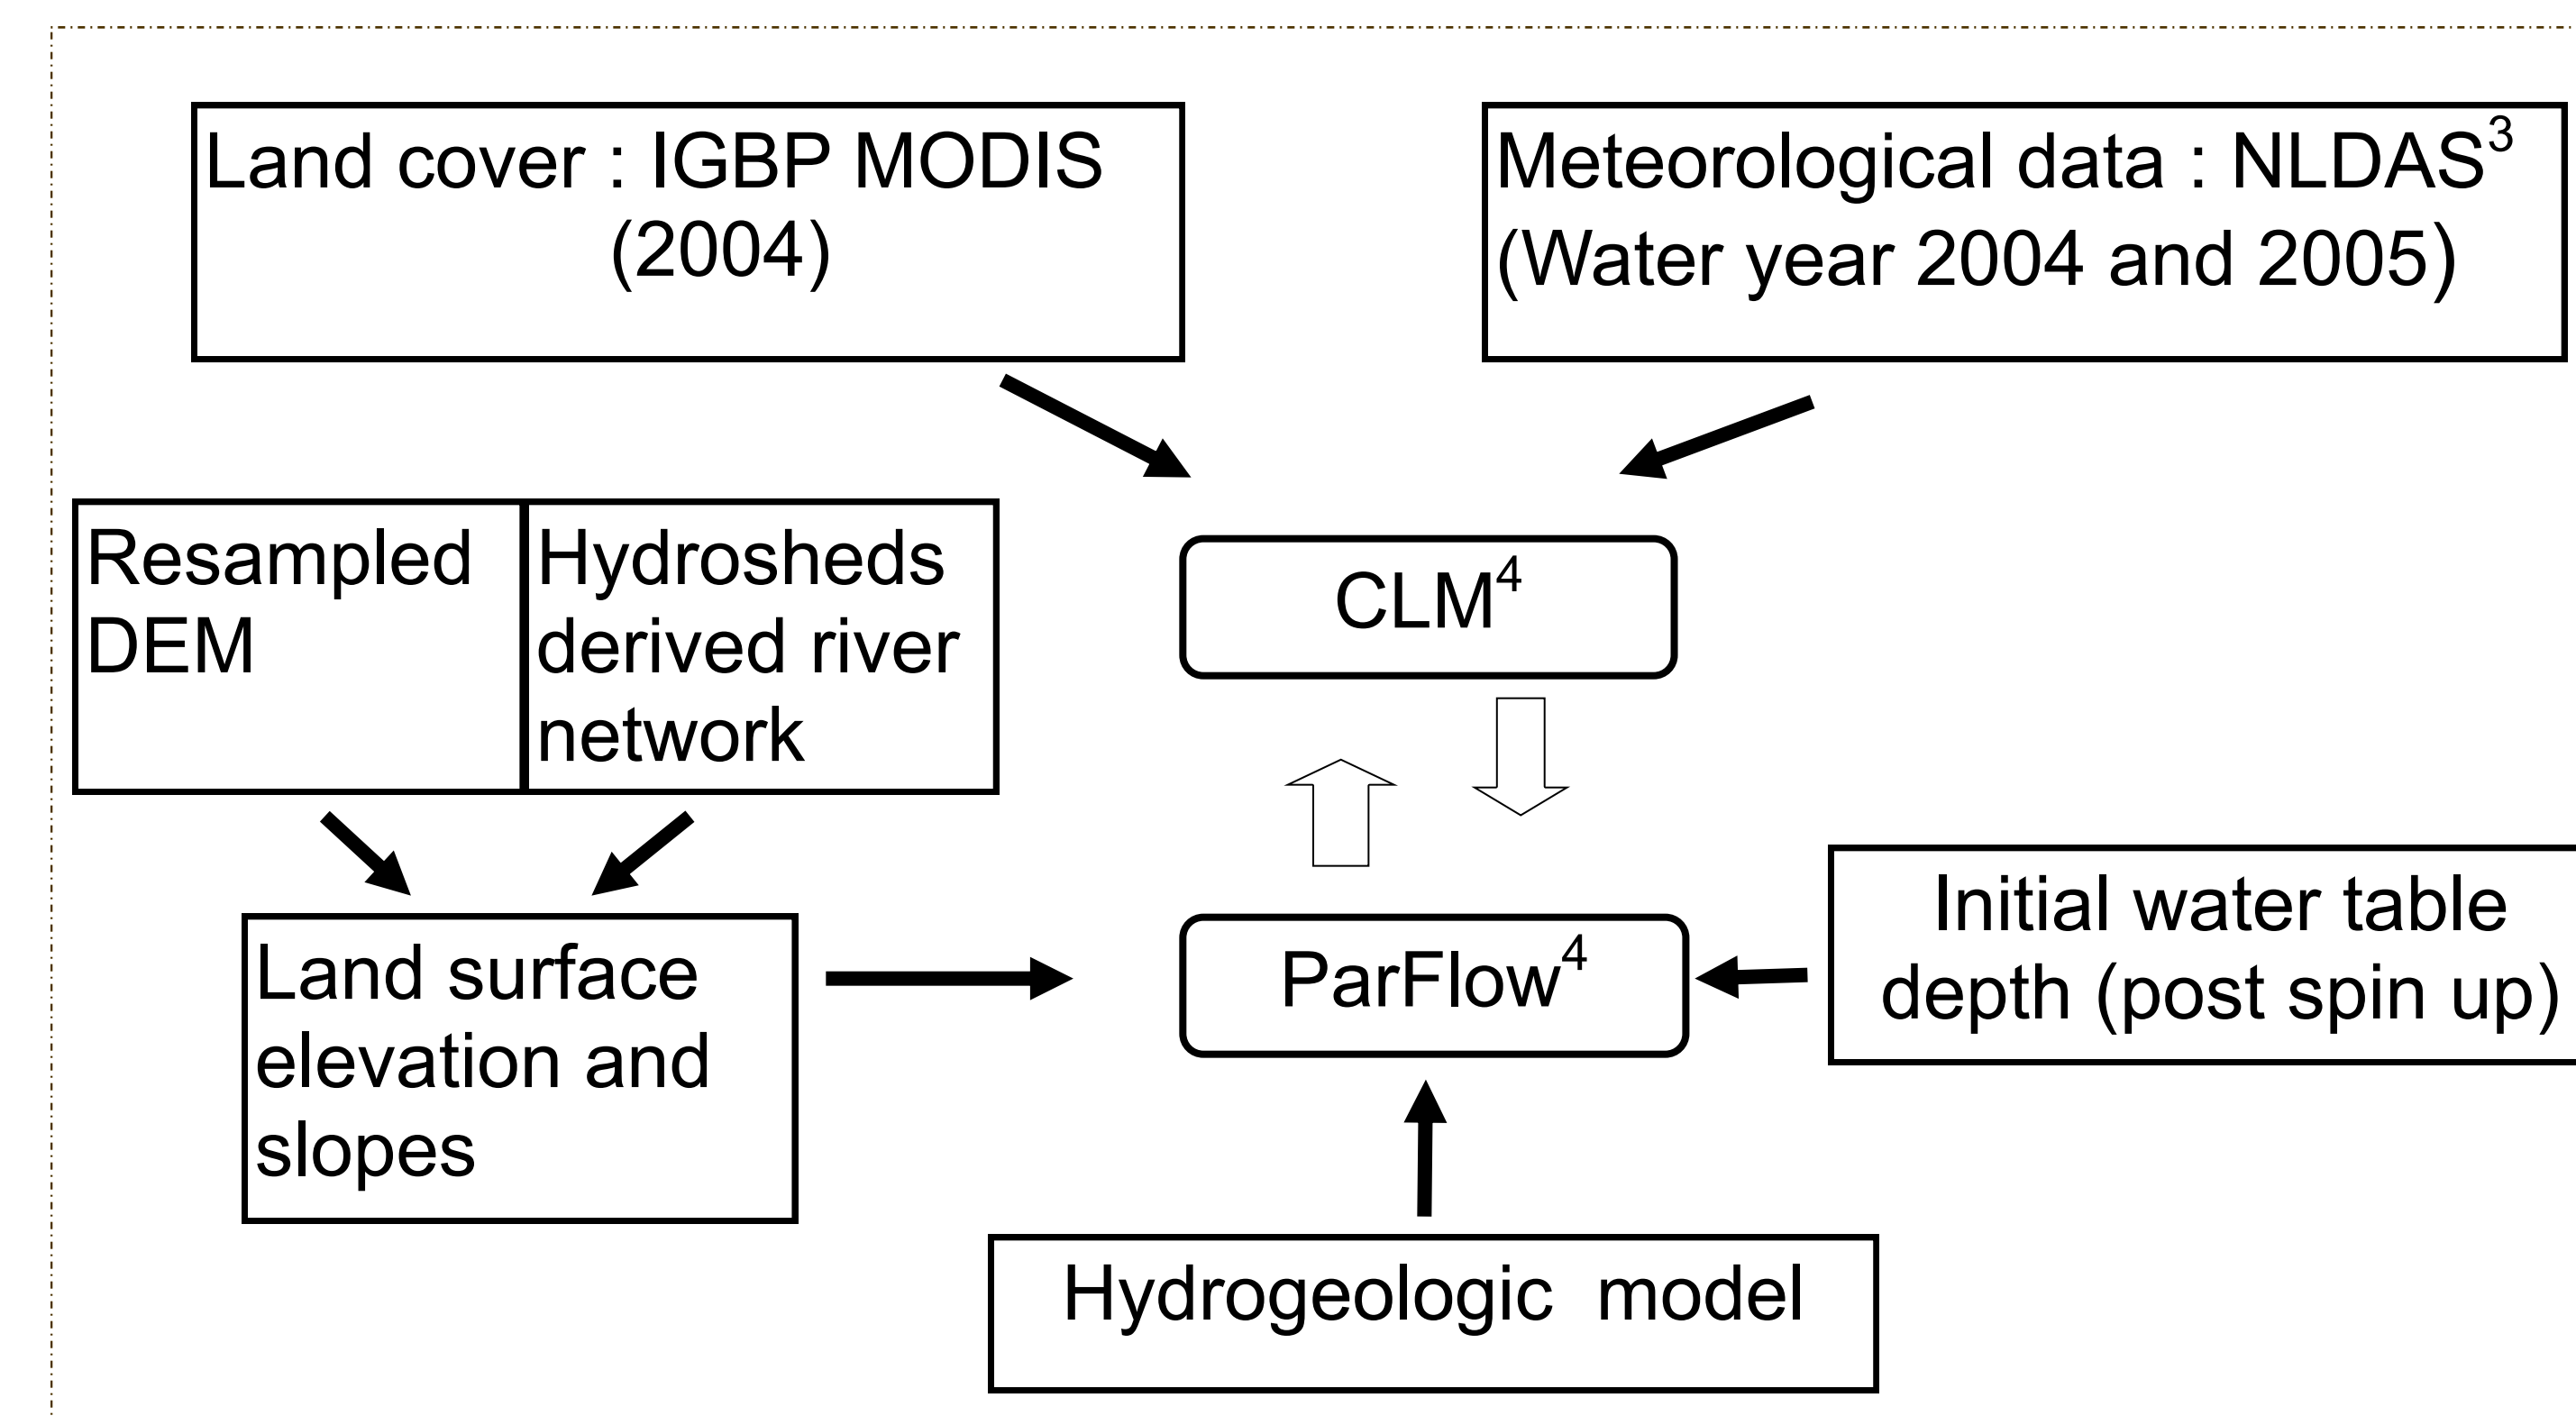 Land cover : IGBP MODIS
(2004)
Meteorological data : NLDAS³
(Water year 2004 and 2005)
Resampled
DEM
Hydrosheds
derived river
network
CLM⁴
Land surface
elevation and
slopes
ParFlow⁴
Initial water table
depth (post spin up)
Hydrogeologic  model